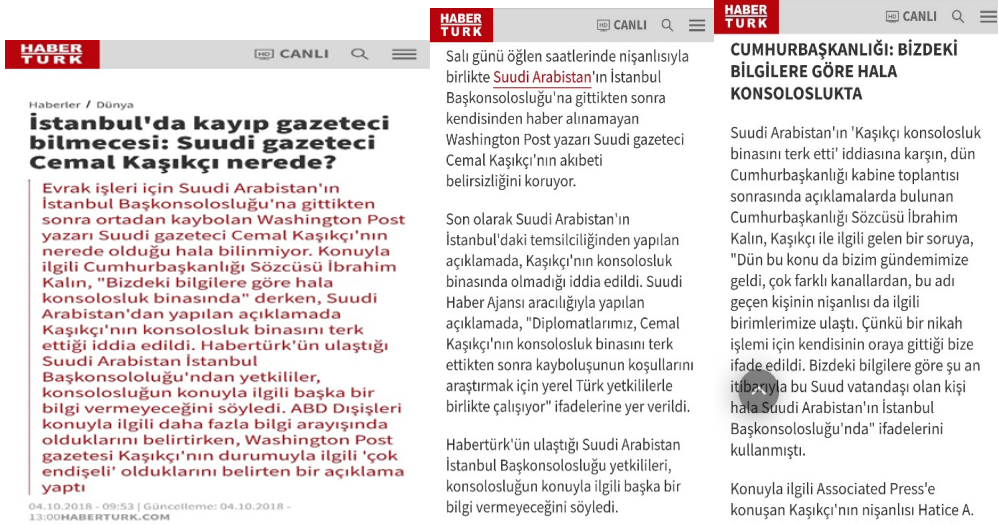 HABER
TURK
HD CANLI
Haberler / Dünya
İstanbul'da kayıp gazeteci
bilmecesi: Suudi gazeteci
Cemal Kaşıkçı nerede?
Evrak işleri için Suudi Arabistan'ın
İstanbul Başkonsolosluğu'na gittikten
sonra ortadan kaybolan Washington Post
yazarı Suudi gazeteci Cemal Kaşıkçı'nın
nerede olduğu hala bilinmiyor. Konuyla
ilgili Cumhurbaşkanlığı Sözcüsü İbrahim
Kalın, "Bizdeki bilgilere göre hala
konsolosluk binasında" derken, Suudi
Arabistan'dan yapılan açıklamada
Kaşıkçı'nın konsolosluk binasını terk
ettiği iddia edildi. Habertürk'ün ulaştığı
Suudi Arabistan İstanbul
Başkonsololuğu'ndan yetkililer,
konsolosluğun konuyla ilgili başka bir
bilgi vermeyeceğini söyledi. ABD Dışişleri
konuyla ilgili daha fazla bilgi arayışında
olduklarını belirtirken, Washington Post
gazetesi Kaşıkçı'nın durumuyla ilgili 'çok
endişeli' olduklarını belirten bir açıklama
yaptı
04.10.2018 - 09:53 | Güncelleme: 04.10.2018 -
13:00HABERTURK.COM
HABER
TURK
HD CANLI
Salı günü öğlen saatlerinde nişanlısıyla
birlikte Suudi Arabistan'ın İstanbul
Başkonsolosluğu'na gittikten sonra
kendisinden haber alınamayan
Washington Post yazarı Suudi gazeteci
Cemal Kaşıkçı'nın akıbeti
belirsizliğini koruyor.
Son olarak Suudi Arabistan'ın
İstanbul'daki temsilciliğinden yapılan
açıklamada, Kaşıkçı'nın konsolosluk
binasında olmadığı iddia edildi. Suudi
Haber Ajansı aracılığıyla yapılan
açıklamada, "Diplomatlarımız, Cemal
Kaşıkçı'nın konsolosluk binasını terk
ettikten sonra kayboluşunun koşullarını
araştırmak için yerel Türk yetkililerle
birlikte çalışıyor" ifadelerine yer verildi.
Habertürk'ün ulaştığı Suudi Arabistan
İstanbul Başkonsolosluğu yetkilileri,
konsolosluğun konuyla ilgili başka bir
bilgi vermeyeceğini söyledi.
HABER
TURK
HD CANLI
CUMHURBAŞKANLIĞI: BİZDEKİ
BİLGİLERE GÖRE HALA
KONSOLOSLUKTA
Suudi Arabistan'ın 'Kaşıkçı konsolosluk
binasını terk etti' iddiasına karşın, dün
Cumhurbaşkanlığı kabine toplantısı
sonrasında açıklamalarda bulunan
Cumhurbaşkanlığı Sözcüsü İbrahim
Kalın, Kaşıkçı ile ilgili gelen bir soruya,
"Dün bu konu da bizim gündemimize
geldi, çok farklı kanallardan, bu adı
geçen kişinin nişanlısı da ilgili
birimlerimize ulaştı. Çünkü bir nikah
işlemi için kendisinin oraya gittiği bize
ifade edildi. Bizdeki bilgilere göre şu an
itibarıyla bu Suud vatandaşı olan kişi
hala Suudi Arabistan'ın İstanbul
Başkonsolosluğu'nda" ifadelerini
kullanmıştı.
Konuyla ilgili Associated Press'e
konuşan Kaşıkçı'nın nişanlısı Hatice A.